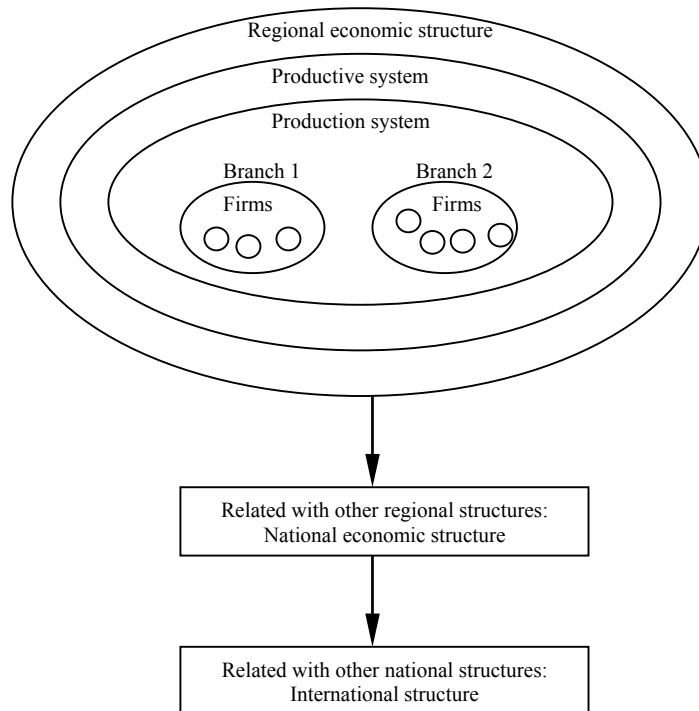 Regional economic structure
Productive system
Production system
Branch 1
Branch 2
Firms
Firms
Related with other regional structures:
National economic structure
Related with other national structures:
International structure